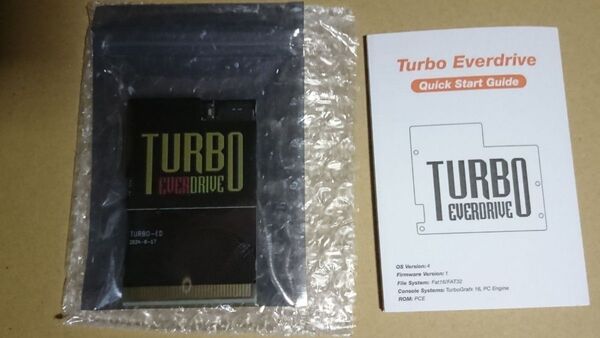 TURBO
EVERDRIVE
TURBO-ED
2024-8-17
Turbo Everdrive
Quick Start Guide
TURBO
EVERDRIVE
OS Version: 4
Firmware Version: 1
File System: Fat16/FAT32
Console Systems: TurboGrafx 16, PC Engine
ROM: PCE